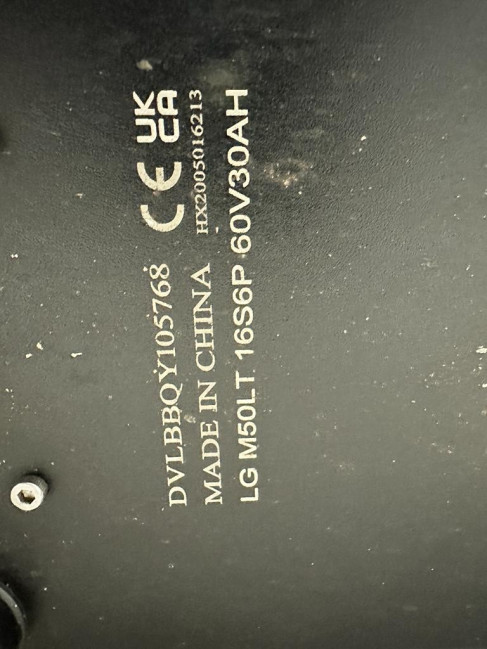 DVLBBQY105768
CE UK CA
MADE IN CHINA HX2005016213
LG M50LT 16S6P 60V30AH